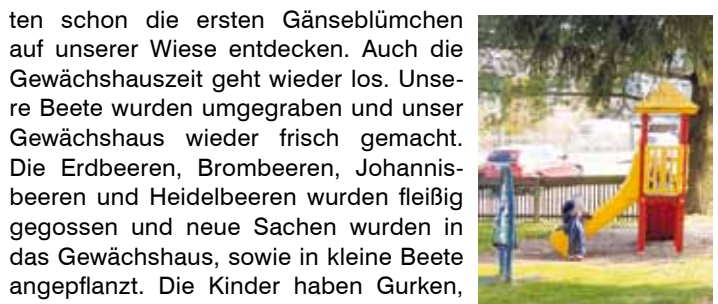 ten schon die ersten Gänseblümchen
auf unserer Wiese entdecken. Auch die
Gewächshauszeit geht wieder los. Unse-
re Beete wurden umgegraben und unser
Gewächshaus wieder frisch gemacht.
Die Erdbeeren, Brombeeren, Johannis-
beeren und Heidelbeeren wurden fleißig
gegossen und neue Sachen wurden in
das Gewächshaus, sowie in kleine Beete
angepflanzt. Die Kinder haben Gurken,